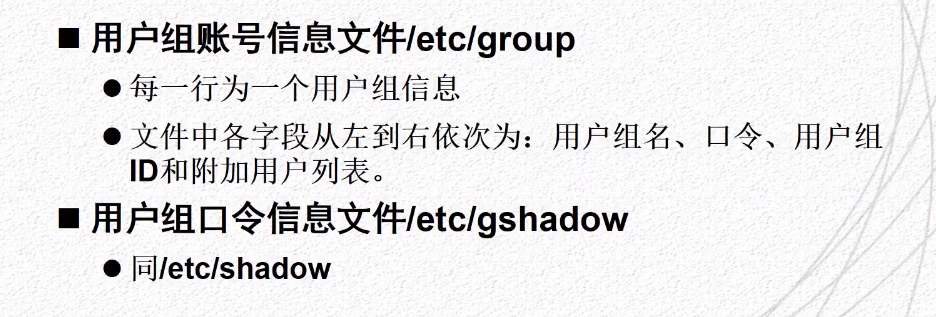 ■ 用户组账号信息文件/etc/group
● 每一行为一个用户组信息
● 文件中各字段从左到右依次为：用户组名、口令、用户组
ID和附加用户列表。
■ 用户组口令信息文件/etc/gshadow
● 同/etc/shadow